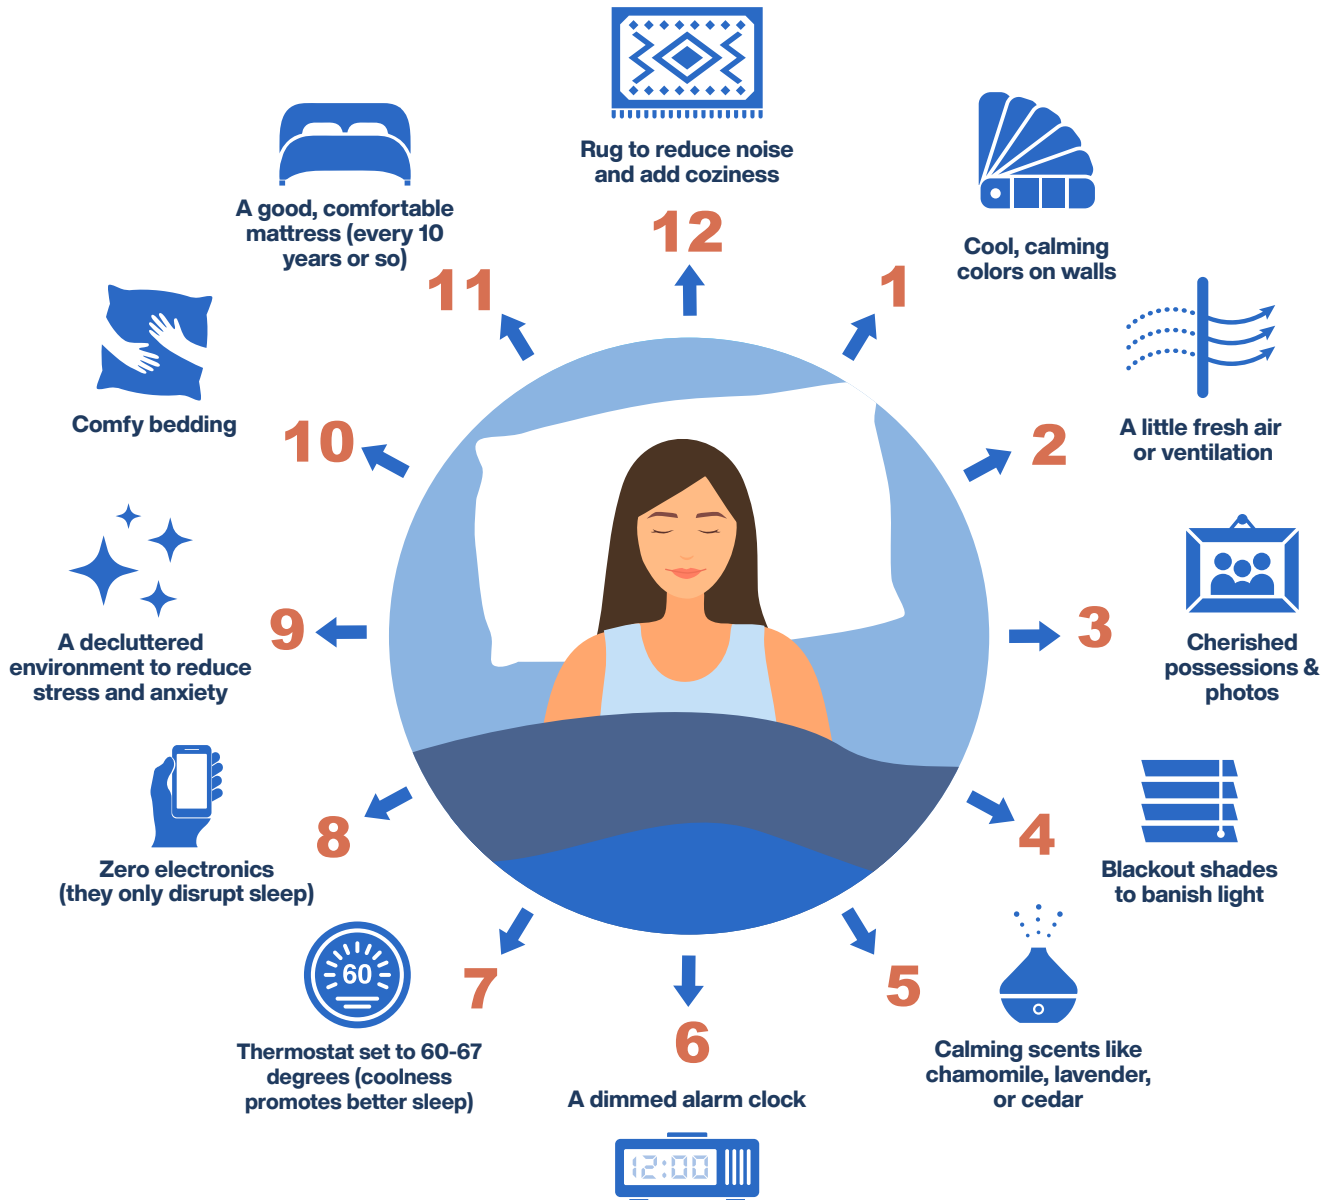 Rug to reduce noise
and add coziness
12
Cool, calming
colors on walls
1
A little fresh air
or ventilation
2
Cherished
possessions &
photos
3
Blackout shades
to banish light
4
Calming scents like
chamomile, lavender,
or cedar
5
A dimmed alarm clock
6
12:00
Thermostat set to 60-67
degrees (coolness
promotes better sleep)
7
60
Zero electronics
(they only disrupt sleep)
8
A decluttered
environment to reduce
stress and anxiety
9
Comfy bedding
10
A good, comfortable
mattress (every 10
years or so)
11